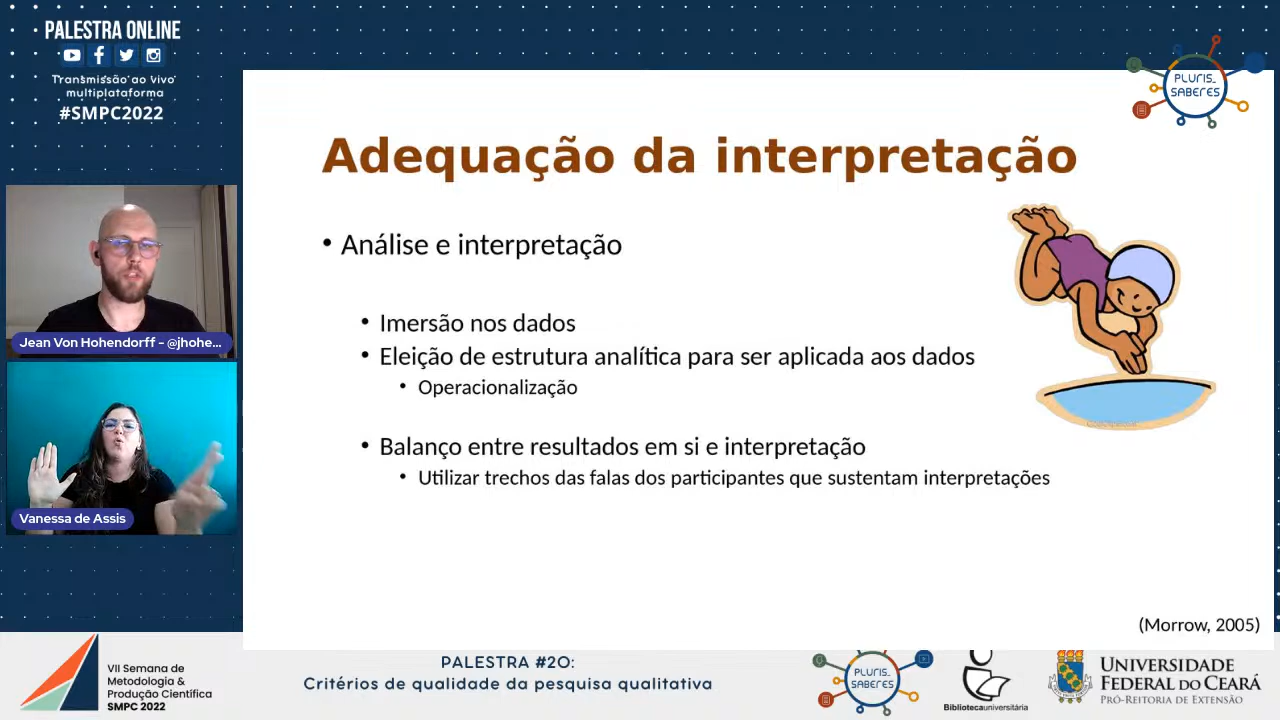 PALESTRA ONLINE
Transmissão ao vivo
multiplataforma
#SMPC2022
PLURIS_
SABERES
Adequação da interpretação
• Análise e interpretação
• Imersão nos dados
• Eleição de estrutura analítica para ser aplicada aos dados
• Operacionalização
• Balanço entre resultados em si e interpretação
• Utilizar trechos das falas dos participantes que sustentam interpretações
(Morrow, 2005)
Jean Von Hohendorff - @jhohe...
Vanessa de Assis
VII Semana de
Metodologia &
Produção Científica
SMPC 2022
PALESTRA #20:
Critérios de qualidade da pesquisa qualitativa
PLURIS_
SABERES
Bibliotecauniversitária
UNIVERSIDADE
FEDERAL DO CEARÁ
PRÓ-REITORIA DE EXTENSÃO